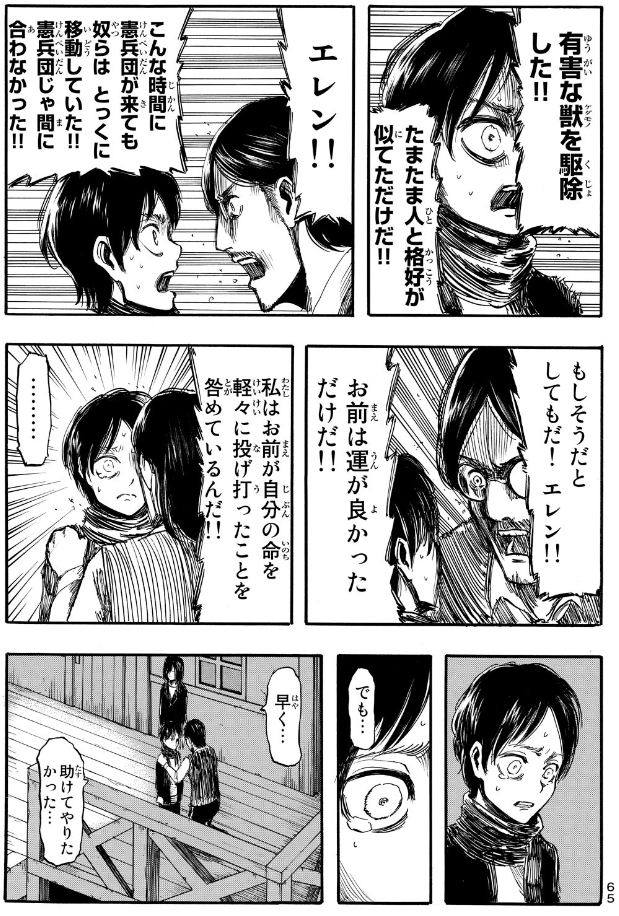 有害な獣を駆除
した!!
たまたま人と格好が
似てただけだ!!
エレン!!
こんな時間に
憲兵団が来ても
奴らは とっくに
移動していた!!
憲兵団じゃ間に
合わなかった!!
もしそうだと
してもだ! エレン!!
お前は運が良かった
だけだ!!
私はお前が自分の命を
軽々に投げ打ったことを
咎めているんだ!!
………
でも…
早く…
助けてやりた
かった…
65